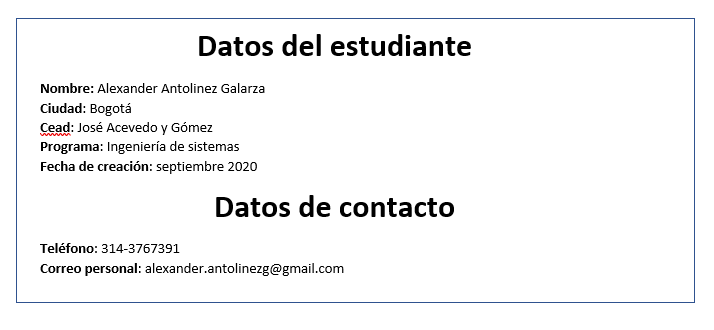 Datos del estudiante
Nombre: Alexander Antolinez Galarza
Ciudad: Bogotá
Cead: José Acevedo y Gómez
Programa: Ingeniería de sistemas
Fecha de creación: septiembre 2020
Datos de contacto
Teléfono: 314-3767391
Correo personal: alexander.antolinezg@gmail.com